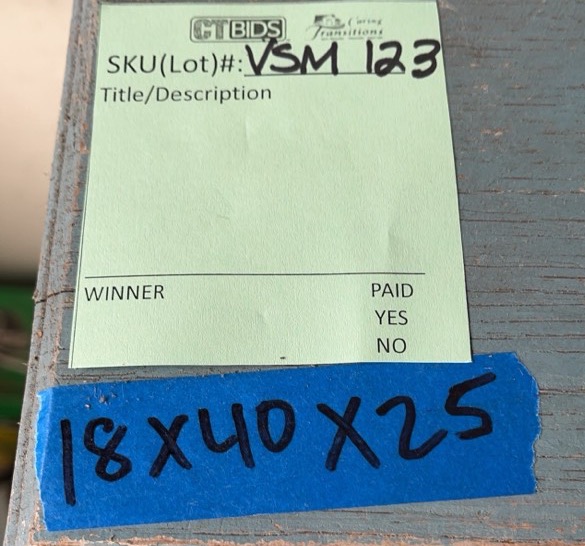 CTBIDS Caring Transitions
SKU(Lot)#: VSM 123
Title/Description
WINNER PAID
YES
NO
18X40X25